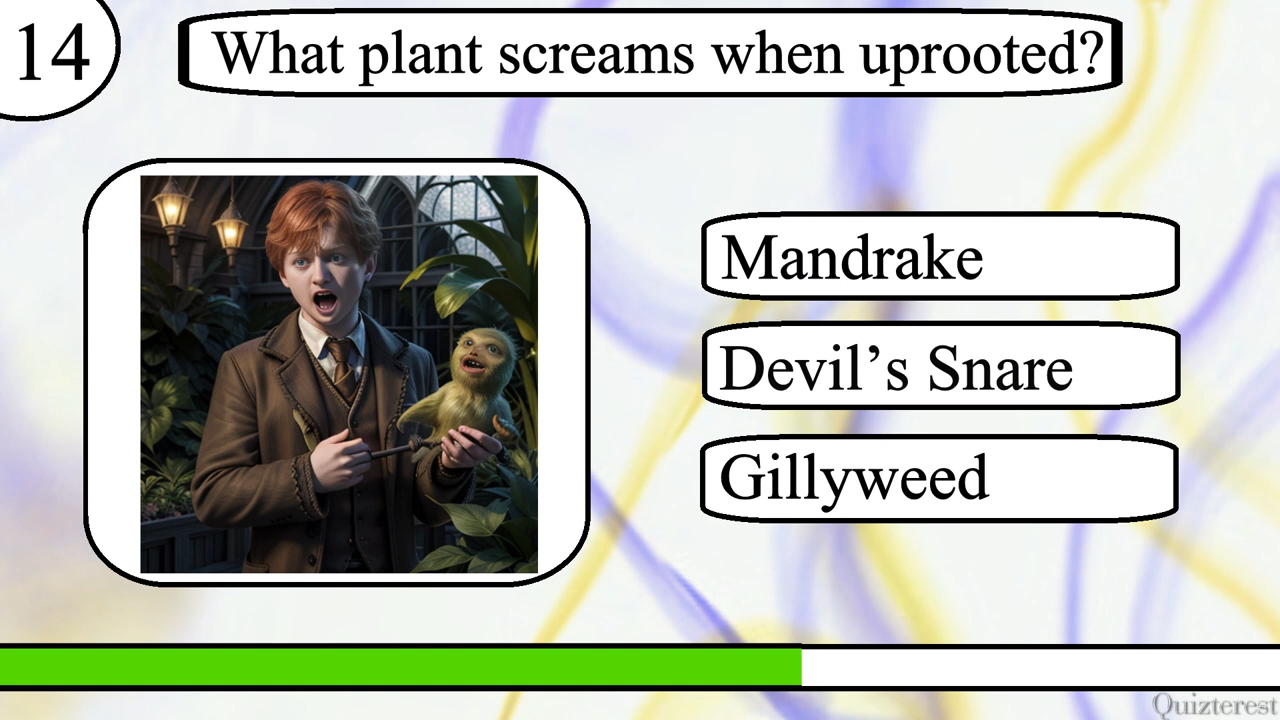 14
What plant screams when uprooted?
Mandrake
Devil’s Snare
Gillyweed
Quizterest